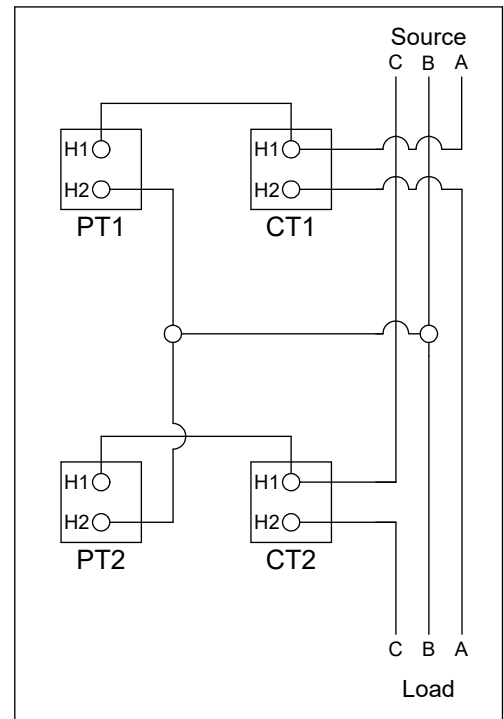 Source
C B A
H1 H1
H2 H2
PT1 CT1
H1 H1
H2 H2
PT2 CT2
C B A
Load